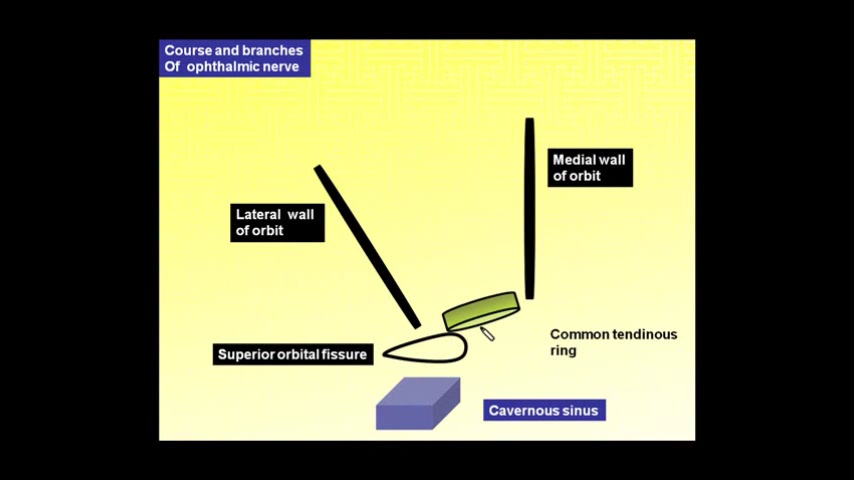 Course and branches
Of ophthalmic nerve
Medial wall
of orbit
Lateral wall
of orbit
Common tendinous
ring
Superior orbital fissure
Cavernous sinus